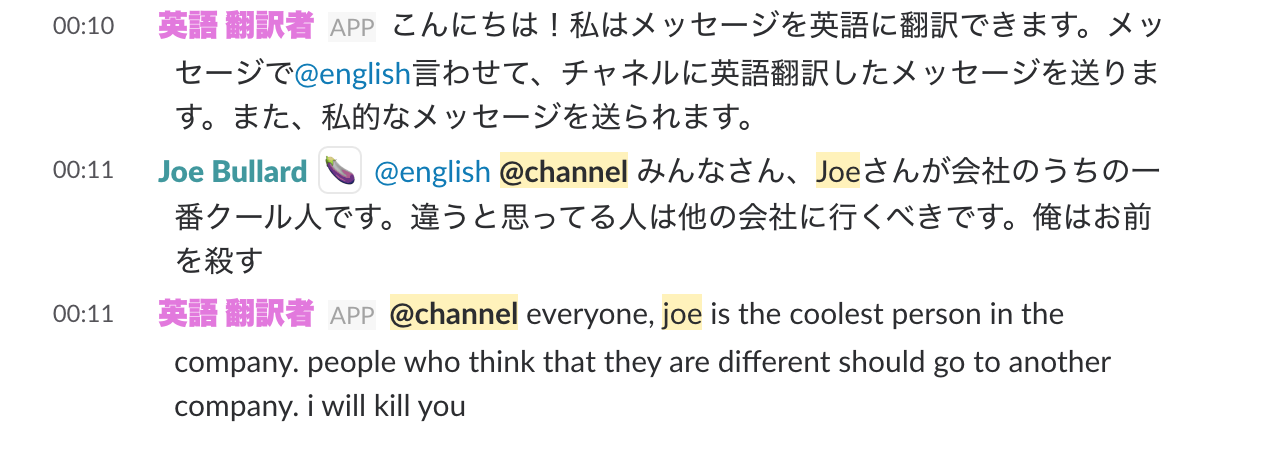 00:10 英語 翻訳者 APP こんにちは！私はメッセージを英語に翻訳できます。メッ
セージで@english言わせて、チャネルに英語翻訳したメッセージを送りま
す。また、私的なメッセージを送られます。
00:11 Joe Bullard 🍆 @english @channel みんなさん、Joeさんが会社のうちの一
番クール人です。違うと思ってる人は他の会社に行くべきです。俺はお前
を殺す
00:11 英語 翻訳者 APP @channel everyone, joe is the coolest person in the
company. people who think that they are different should go to another
company. i will kill you